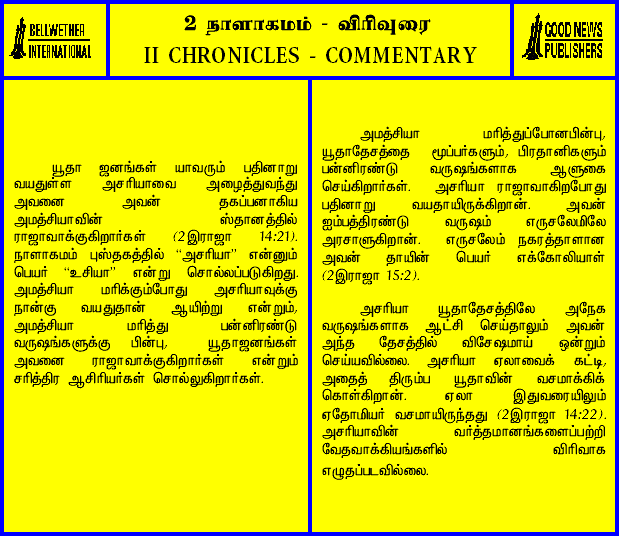 BELLWETHER
INTERNATIONAL
2 நாளாகமம் - விரிவுரை
II CHRONICLES - COMMENTARY
GOOD NEWS
PUBLISHERS
யூதா ஜனங்கள் யாவரும் பதினாறு
வயதுள்ள அசரியாவை அழைத்துவந்து
அவனை அவன் தகப்பனாகிய
அமத்சியாவின் ஸ்தானத்தில்
ராஜாவாக்குகிறார்கள் (2இராஜா 14:21).
நாளாகமம் புஸ்தகத்தில் “அசரியா” என்னும்
பெயர் “உசியா” என்று சொல்லப்படுகிறது.
அமத்சியா மரிக்கும்போது அசரியாவுக்கு
நான்கு வயதுதான் ஆயிற்று என்றும்,
அமத்சியா மரித்து பன்னிரண்டு
வருஷங்களுக்கு பின்பு, யூதாஜனங்கள்
அவனை ராஜாவாக்குகிறார்கள் என்றும்
சரித்திர ஆசிரியர்கள் சொல்லுகிறார்கள்.
அமத்சியா மரித்துப்போனபின்பு,
யூதாதேசத்தை மூப்பர்களும், பிரதானிகளும்
பன்னிரண்டு வருஷங்களாக ஆளுகை
செய்கிறார்கள். அசரியா ராஜாவாகிறபோது
பதினாறு வயதாயிருக்கிறான். அவன்
ஐம்பத்திரண்டு வருஷம் எருசலேமிலே
அரசாளுகிறான். எருசலேம் நகரத்தாளான
அவன் தாயின் பெயர் எக்கோலியாள்
(2இராஜா 15:2).
அசரியா யூதாதேசத்திலே அநேக
வருஷங்களாக ஆட்சி செய்தாலும் அவன்
அந்த தேசத்தில் விசேஷமாய் ஒன்றும்
செய்யவில்லை. அசரியா ஏலாவைக் கட்டி,
அதைத் திரும்ப யூதாவின் வசமாக்கிக்
கொள்கிறான். ஏலா இதுவரையிலும்
ஏதோமியர் வசமாயிருந்தது (2இராஜா 14:22).
அசரியாவின் வர்த்தமானங்களைப்பற்றி
வேதவாக்கியங்களில் விரிவாக
எழுதப்படவில்லை.